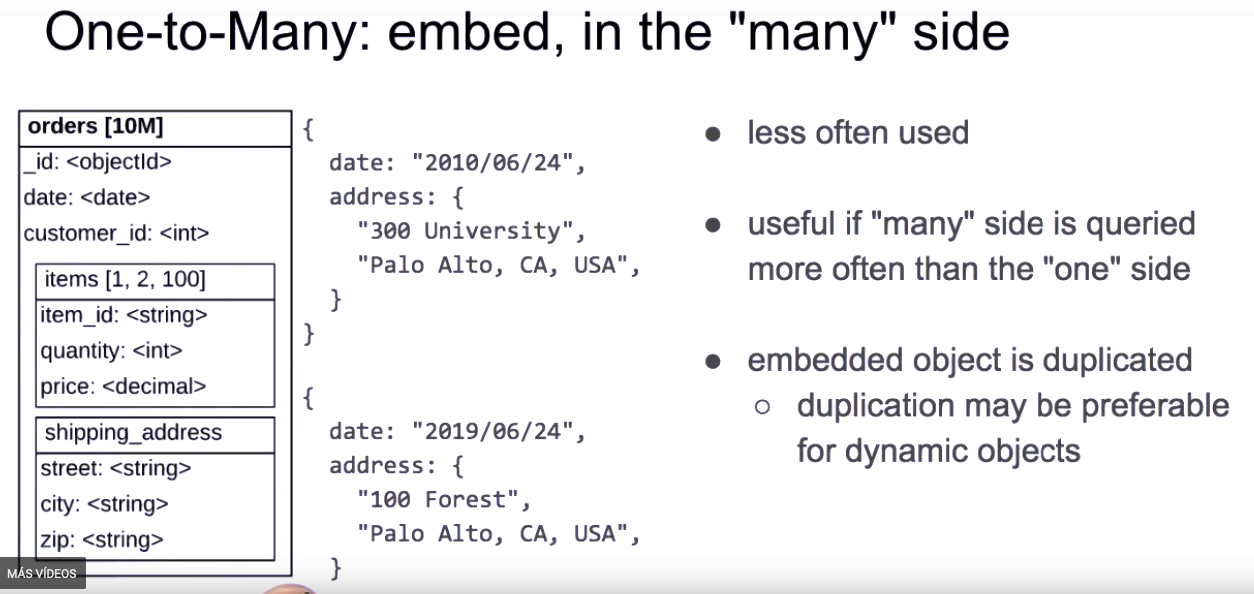 One-to-Many: embed, in the "many" side
orders [10M]
_id: <objectId>
date: <date>
customer_id: <int>
items [1, 2, 100]
item_id: <string>
quantity: <int>
price: <decimal>
shipping_address
street: <string>
city: <string>
zip: <string>
{
date: "2010/06/24",
address: {
"300 University",
"Palo Alto, CA, USA",
}
}
{
date: "2019/06/24",
address: {
"100 Forest",
"Palo Alto, CA, USA",
}
● less often used
● useful if "many" side is queried
more often than the "one" side
● embedded object is duplicated
○ duplication may be preferable
for dynamic objects
MÁS VÍDEOS